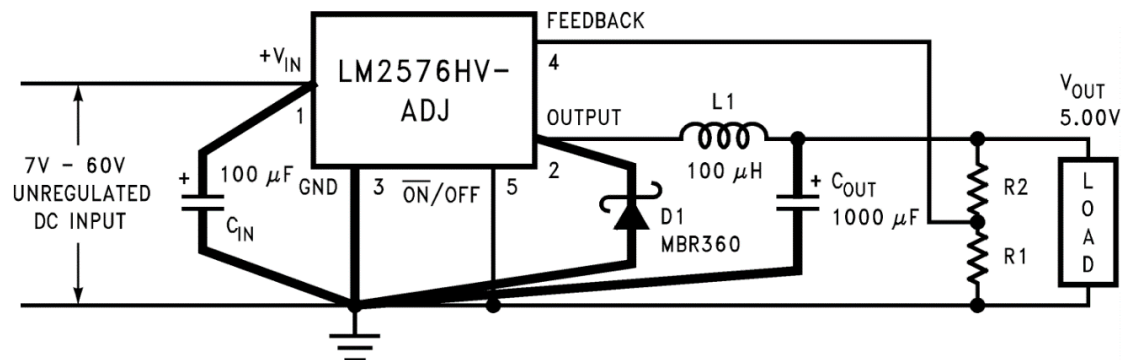 FEEDBACK
+VIN
LM2576HV-
ADJ
4
L1
VOUT
5.00V
1
OUTPUT
7V - 60V
UNREGULATED
DC INPUT
+
100 μF
GND
3
ON/OFF
5
2
100 μH
+
COUT
1000 μF
R2
LOAD
CIN
D1
MBR360
R1